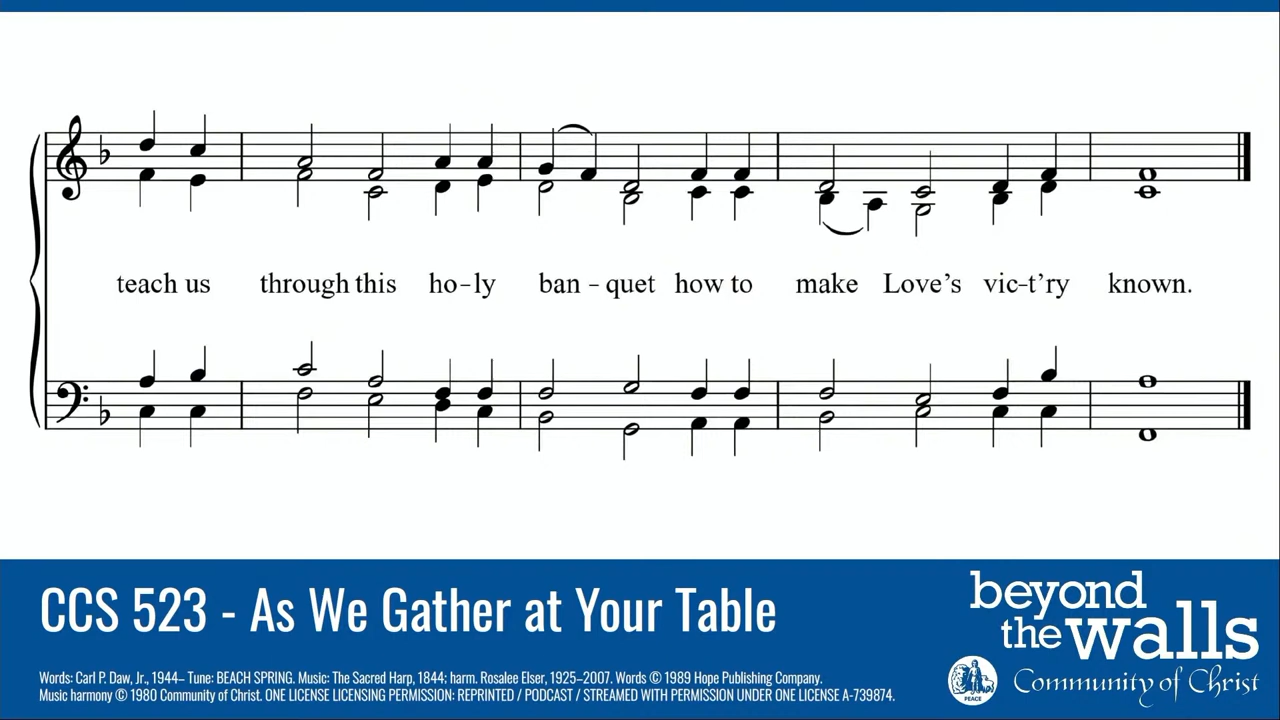 teach us through this ho-ly ban-quet how to make Love's vic-t'ry known.
CCS 523 - As We Gather at Your Table
beyond
the walls
Community of Christ
PEACE
Words: Carl P. Daw, Jr., 1944– Tune: BEACH SPRING. Music: The Sacred Harp, 1844; harm. Rosalee Elser, 1925–2007. Words © 1989 Hope Publishing Company.
Music harmony © 1980 Community of Christ. ONE LICENSE LICENSING PERMISSION: REPRINTED / PODCAST / STREAMED WITH PERMISSION UNDER ONE LICENSE A-739874.